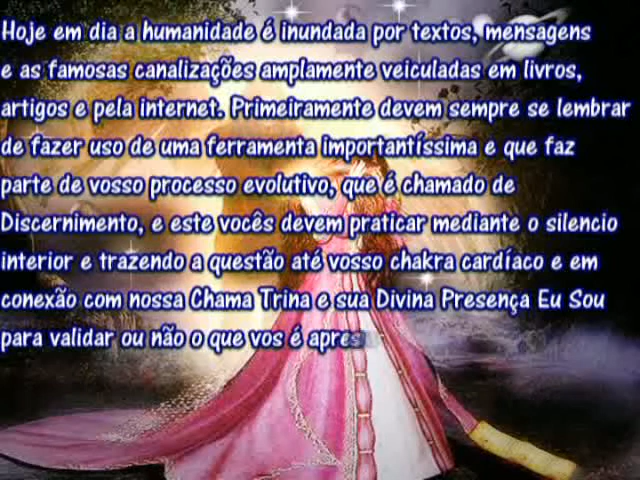 Hoje em dia a humanidade é inundada por textos, mensagens
e as famosas canalizações amplamente veiculadas em livros,
artigos e pela internet. Primeiramente devem sempre se lembrar
de fazer uso de uma ferramenta importantíssima e que faz
parte de vosso processo evolutivo, que é chamado de
Discernimento, e este vocês devem praticar mediante o silencio
interior e trazendo a questão até vosso chakra cardíaco e em
conexão com nossa Chama Trina e sua Divina Presença Eu Sou
para validar ou não o que vos é apres